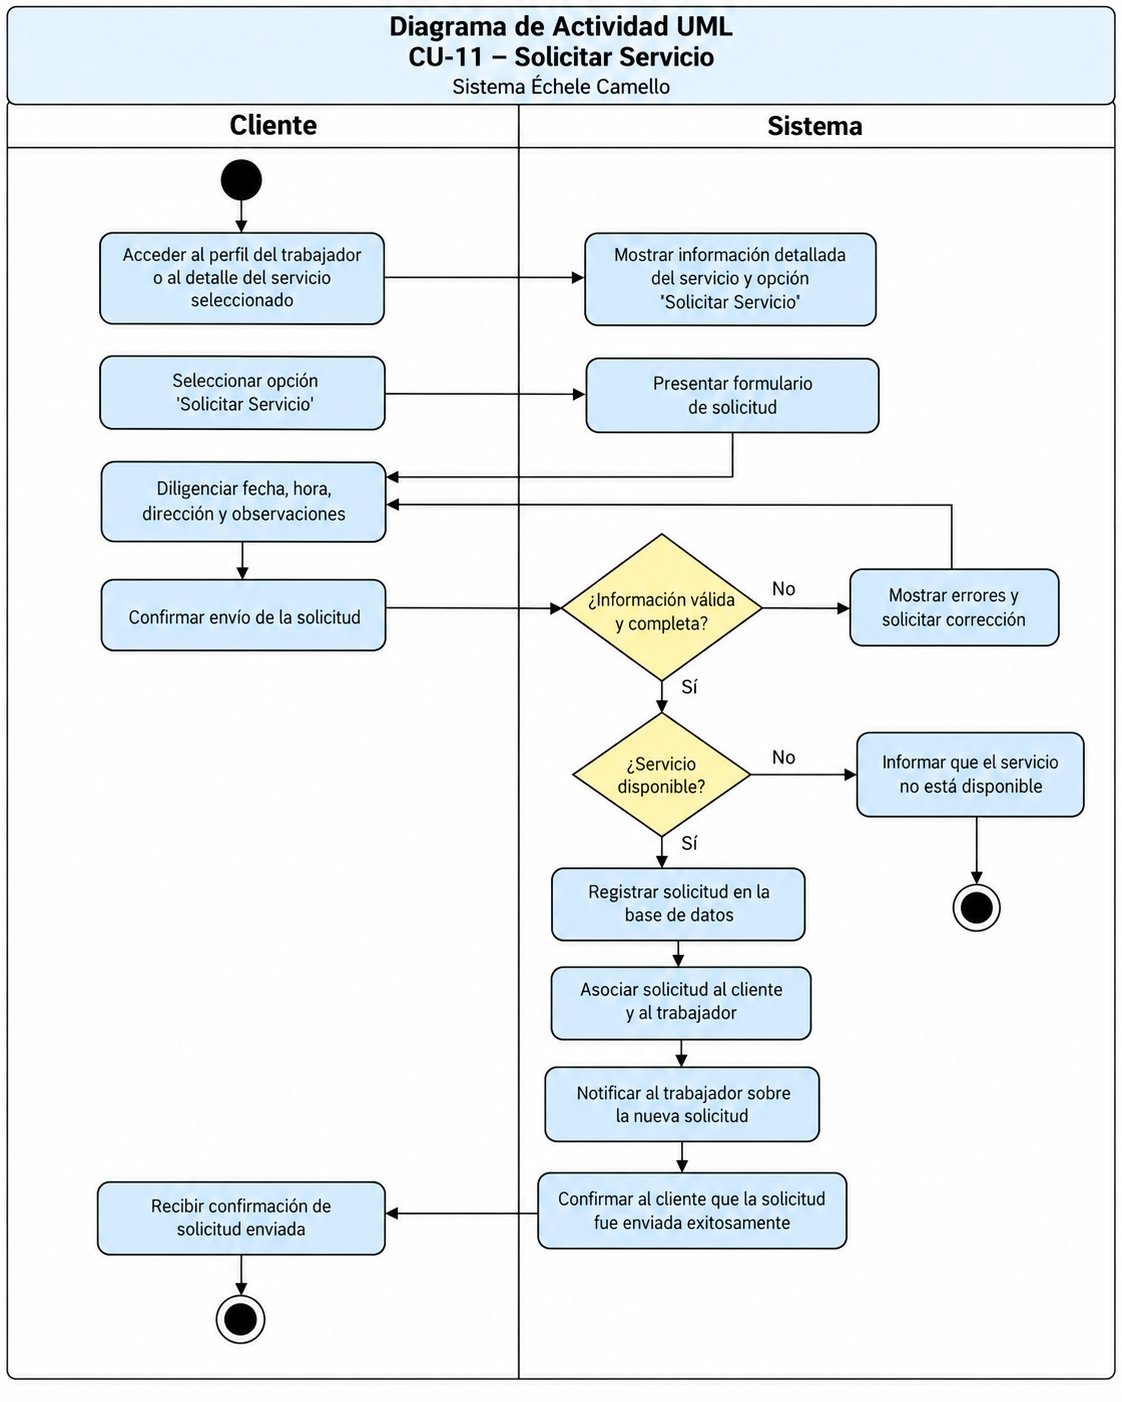 Diagrama de Actividad UML
CU-11 – Solicitar Servicio
Sistema Échele Camello
Cliente
Sistema
Acceder al perfil del trabajador
o al detalle del servicio
seleccionado
Mostrar información detallada
del servicio y opción
'Solicitar Servicio'
Seleccionar opción
'Solicitar Servicio'
Presentar formulario
de solicitud
Diligenciar fecha, hora,
dirección y observaciones
Confirmar envío de la solicitud
¿Información válida
y completa?
No
Mostrar errores y
solicitar corrección
Sí
¿Servicio
disponible?
No
Informar que el servicio
no está disponible
Sí
Registrar solicitud en la
base de datos
Asociar solicitud al cliente
y al trabajador
Notificar al trabajador sobre
la nueva solicitud
Confirmar al cliente que la solicitud
fue enviada exitosamente
Recibir confirmación de
solicitud enviada